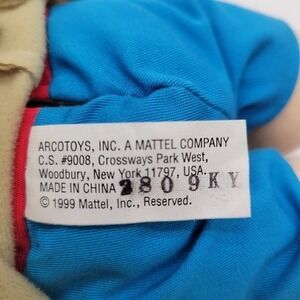 ARCOTOYS, INC. A MATTEL COMPANY
C.S. #9008, Crossways Park West,
Woodbury, New York 11797, USA.
MADE IN CHINA 2809KY
© 1999 Mattel, Inc., Reserved.